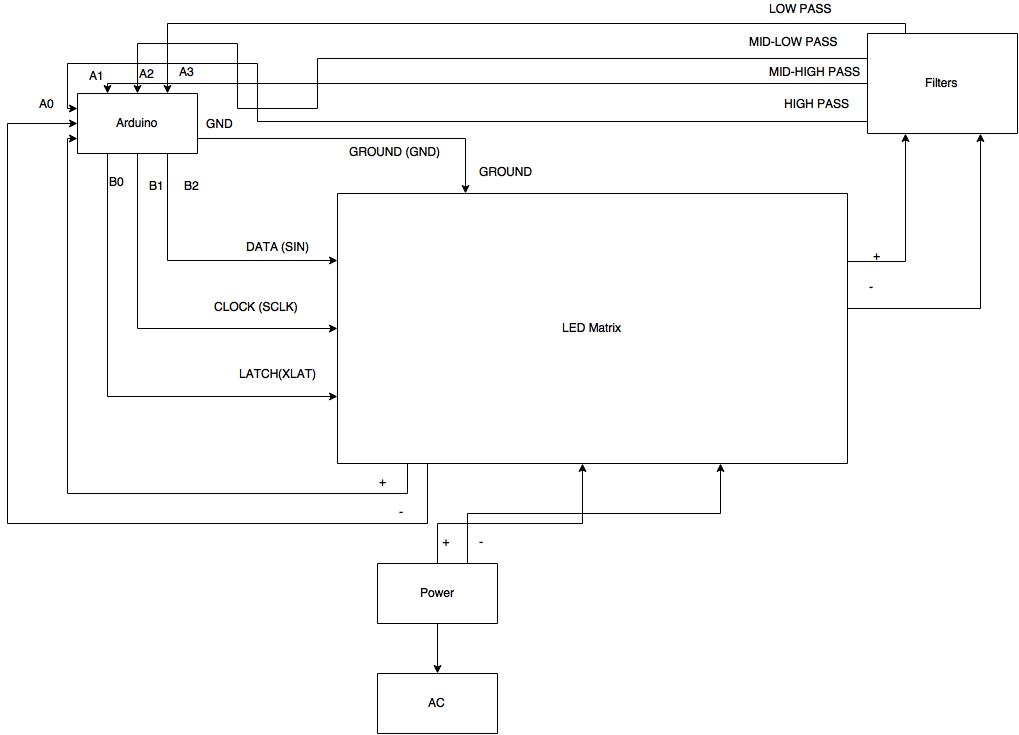 LOW PASS
MID-LOW PASS
A1
A2
A3
MID-HIGH PASS
Filters
A0
HIGH PASS
Arduino
GND
GROUND (GND)
GROUND
B0
B1
B2
DATA (SIN)
+
-
CLOCK (SCLK)
LED Matrix
LATCH(XLAT)
+
-
+
-
Power
AC